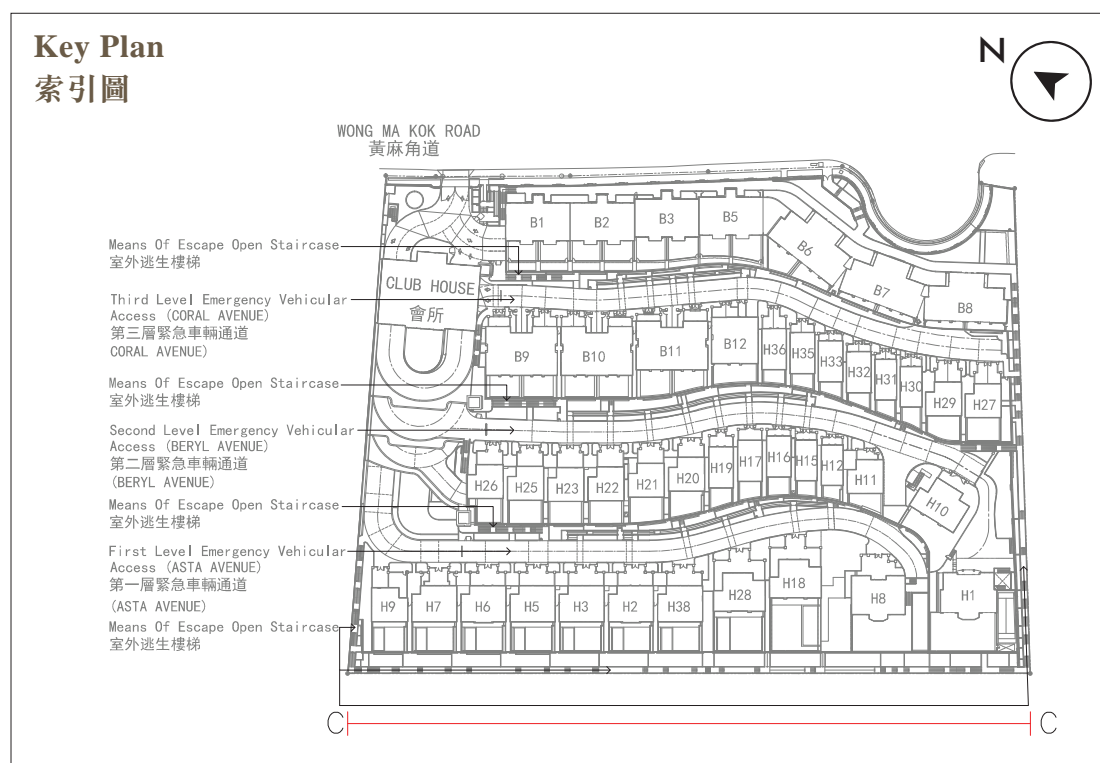 Key Plan
索引圖
N
WONG MA KOK ROAD
黃麻角道
B1
B2
B3
B5
B6
B7
B8
Means Of Escape Open Staircase
室外逃生樓梯
CLUB HOUSE
會所
Third Level Emergency Vehicular
Access (CORAL AVENUE)
第三層緊急車輛通道
CORAL AVENUE)
B9
B10
B11
B12
H36
H35
H33
H32
H31
H30
H29
H27
Means Of Escape Open Staircase
室外逃生樓梯
Second Level Emergency Vehicular
Access (BERYL AVENUE)
第二層緊急車輛通道
(BERYL AVENUE)
H26
H25
H23
H22
H21
H20
H19
H17
H16
H15
H12
H11
H10
Means Of Escape Open Staircase
室外逃生樓梯
First Level Emergency Vehicular
Access (ASTA AVENUE)
第一層緊急車輛通道
(ASTA AVENUE)
H9
H7
H6
H5
H3
H2
H38
H28
H18
H8
H1
Means Of Escape Open Staircase
室外逃生樓梯
C
C